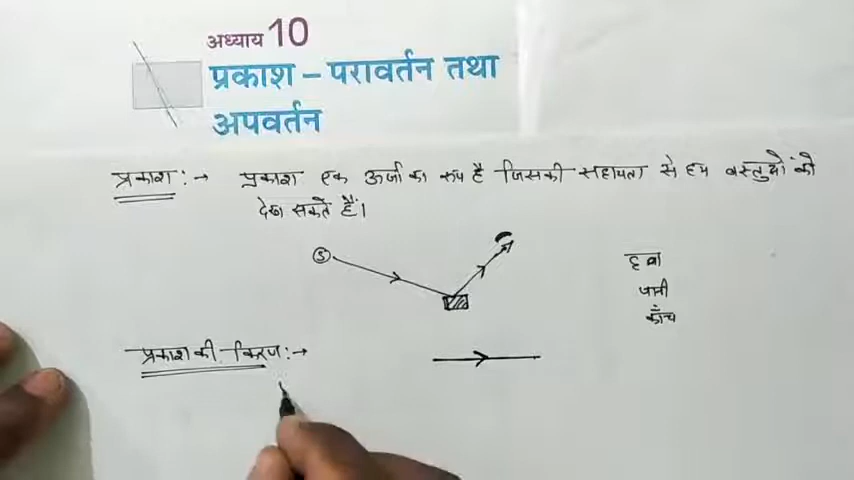 अध्याय 10
प्रकाश – परावर्तन तथा
अपवर्तन
प्रकाश :→ प्रकाश एक ऊर्जा का रूप है जिसकी सहायता से हम वस्तुओं को
देख सकते हैं।
S
हवा
पानी
काँच
प्रकाश की किरण :→